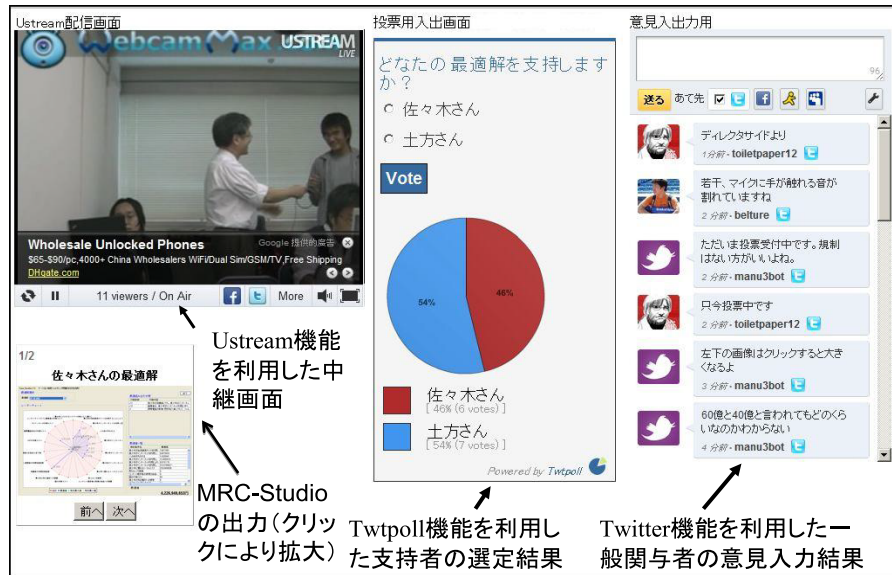 Ustream配信画面
WebcamMax.
USTREAM
LIVE
Wholesale Unlocked Phones
Google 提供的廣告
$65-$90/pc,4000+ China Wholesalers WiFi/Dual Sim/GSM/TV,Free Shipping
DHgate.com
11 viewers / On Air
More
Ustream機能
を利用した中
継画面
1/2
佐々木さんの最適解
前へ 次へ
MRC-Studio
の出力(クリッ
クにより拡大)
投票用入出画面
どなたの最適解を支持します
か?
佐々木さん
土方さん
Vote
54%
46%
佐々木さん
[ 46% (6 votes) ]
土方さん
[ 54% (7 votes) ]
Powered by Twtpoll
Twtpoll機能を利用し
た支持者の選定結果
意見入出力用
96
送る あて先
ディレクタサイドより
1分前 - toiletpaper12
若干、マイクに手が触れる音が
割れていますね
2 分前 - belture
ただいま投票受付中です。規制
はない方がいいよね。
2 分前 - manu3bot
只今投票中です
2 分前 - toiletpaper12
左下の画像はクリックすると大き
くなるよ
3 分前 - manu3bot
60億と40億と言われてもどのくら
いなのかわからない
4 分前 - manu3bot
Twitter機能を利用した一
般関与者の意見入力結果